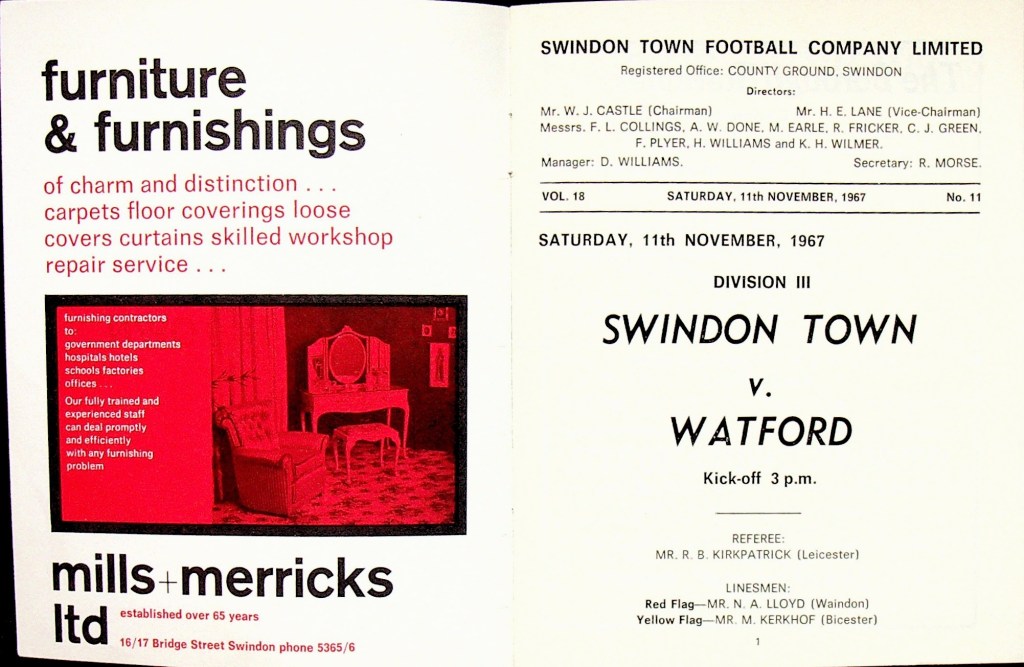 furniture
& furnishings
of charm and distinction . . .
carpets floor coverings loose
covers curtains skilled workshop
repair service . . .
furnishing contractors
to:
government departments
hospitals hotels
schools factories
offices . . .
Our fully trained and
experienced staff
can deal promptly
and efficiently
with any furnishing
problem
mills+merricks
ltd
established over 65 years
16/17 Bridge Street Swindon phone 5365/6
SWINDON TOWN FOOTBALL COMPANY LIMITED
Registered Office: COUNTY GROUND, SWINDON
Directors:
Mr. W. J. CASTLE (Chairman) Mr. H. E. LANE (Vice-Chairman)
Messrs. F. L. COLLINGS, A. W. DONE, M. EARLE, R. FRICKER, C. J. GREEN,
F. PLYER, H. WILLIAMS and K. H. WILMER.
Manager: D. WILLIAMS. Secretary: R. MORSE.
VOL. 18 SATURDAY, 11th NOVEMBER, 1967 No. 11
SATURDAY, 11th NOVEMBER, 1967
DIVISION III
SWINDON TOWN
v.
WATFORD
Kick-off 3 p.m.
REFEREE:
MR. R. B. KIRKPATRICK (Leicester)
LINESMEN:
Red Flag—MR. N. A. LLOYD (Waindon)
Yellow Flag—MR. M. KERKHOF (Bicester)
1